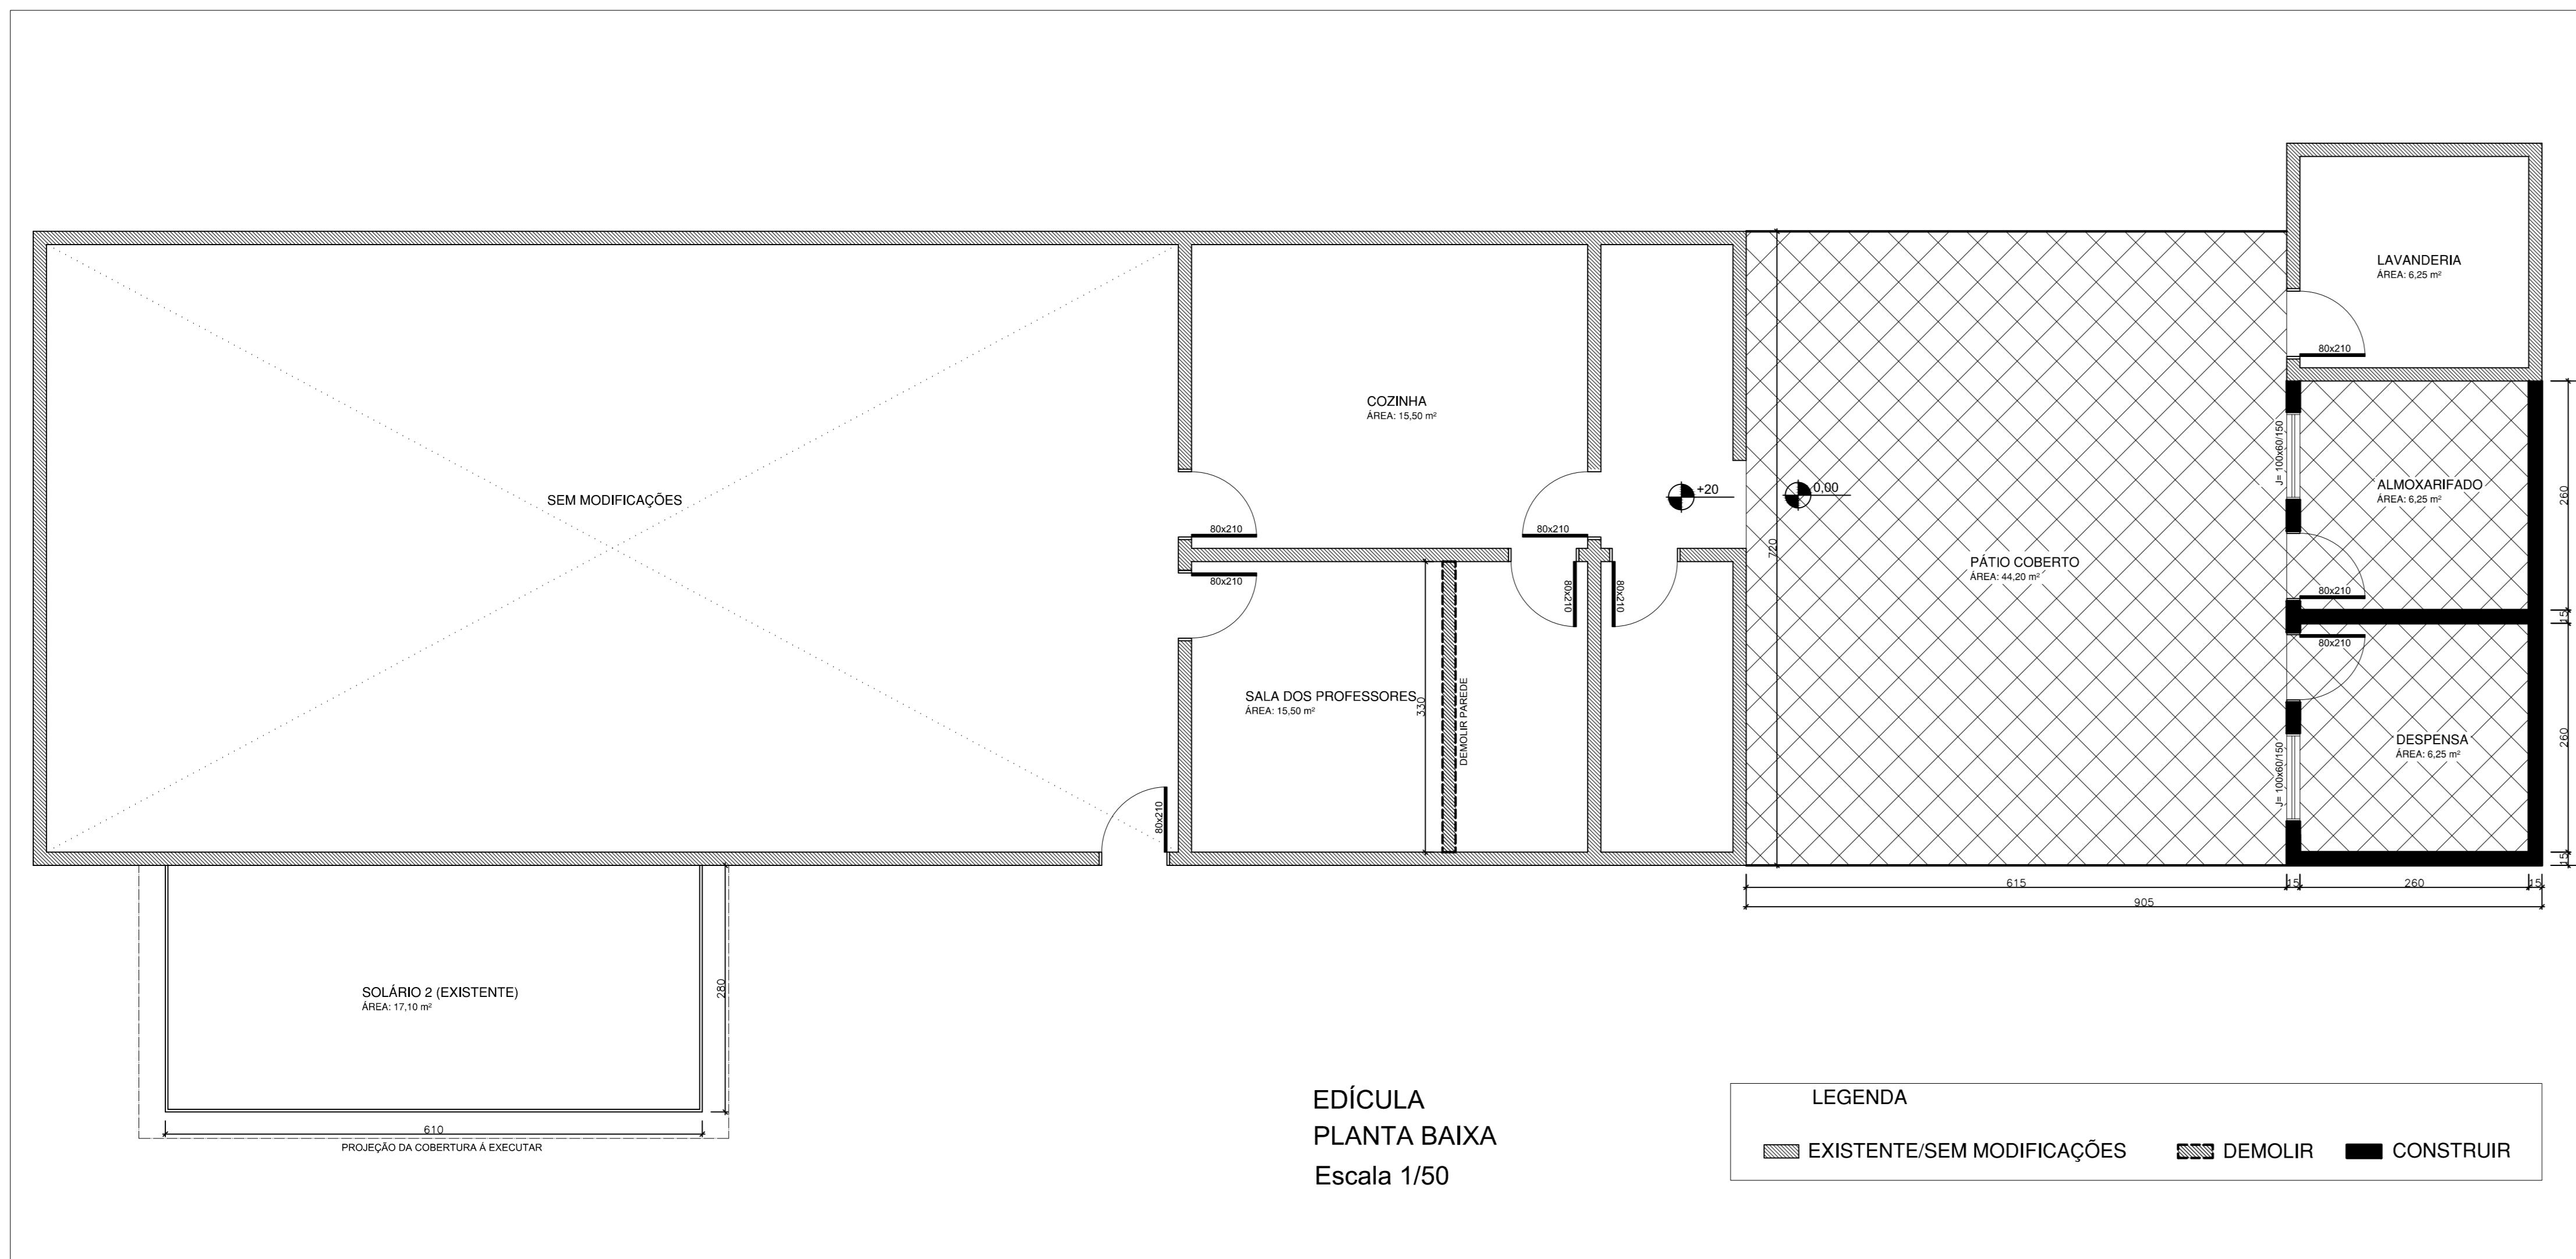 LAVANDERIA
ÁREA: 6,25 m²
80x210
COZINHA
ÁREA: 15,50 m²
SEM MODIFICAÇÕES
80x210
80x210
+20
0,00
720
PÁTIO COBERTO
ÁREA: 44,20 m²
J= 100x60/150
ALMOXARIFADO
ÁREA: 6,25 m²
260
80x210
15
80x210
80x210
80x210
80x210
SALA DOS PROFESSORES
ÁREA: 15,50 m²
330
DEMOLIR PAREDE
80x210
J= 100x60/150
DESPENSA
ÁREA: 6,25 m²
260
15
615
15
260
15
905
SOLÁRIO 2 (EXISTENTE)
ÁREA: 17,10 m²
280
610
PROJEÇÃO DA COBERTURA Á EXECUTAR
EDÍCULA
PLANTA BAIXA
Escala 1/50
LEGENDA
EXISTENTE/SEM MODIFICAÇÕES
DEMOLIR
CONSTRUIR